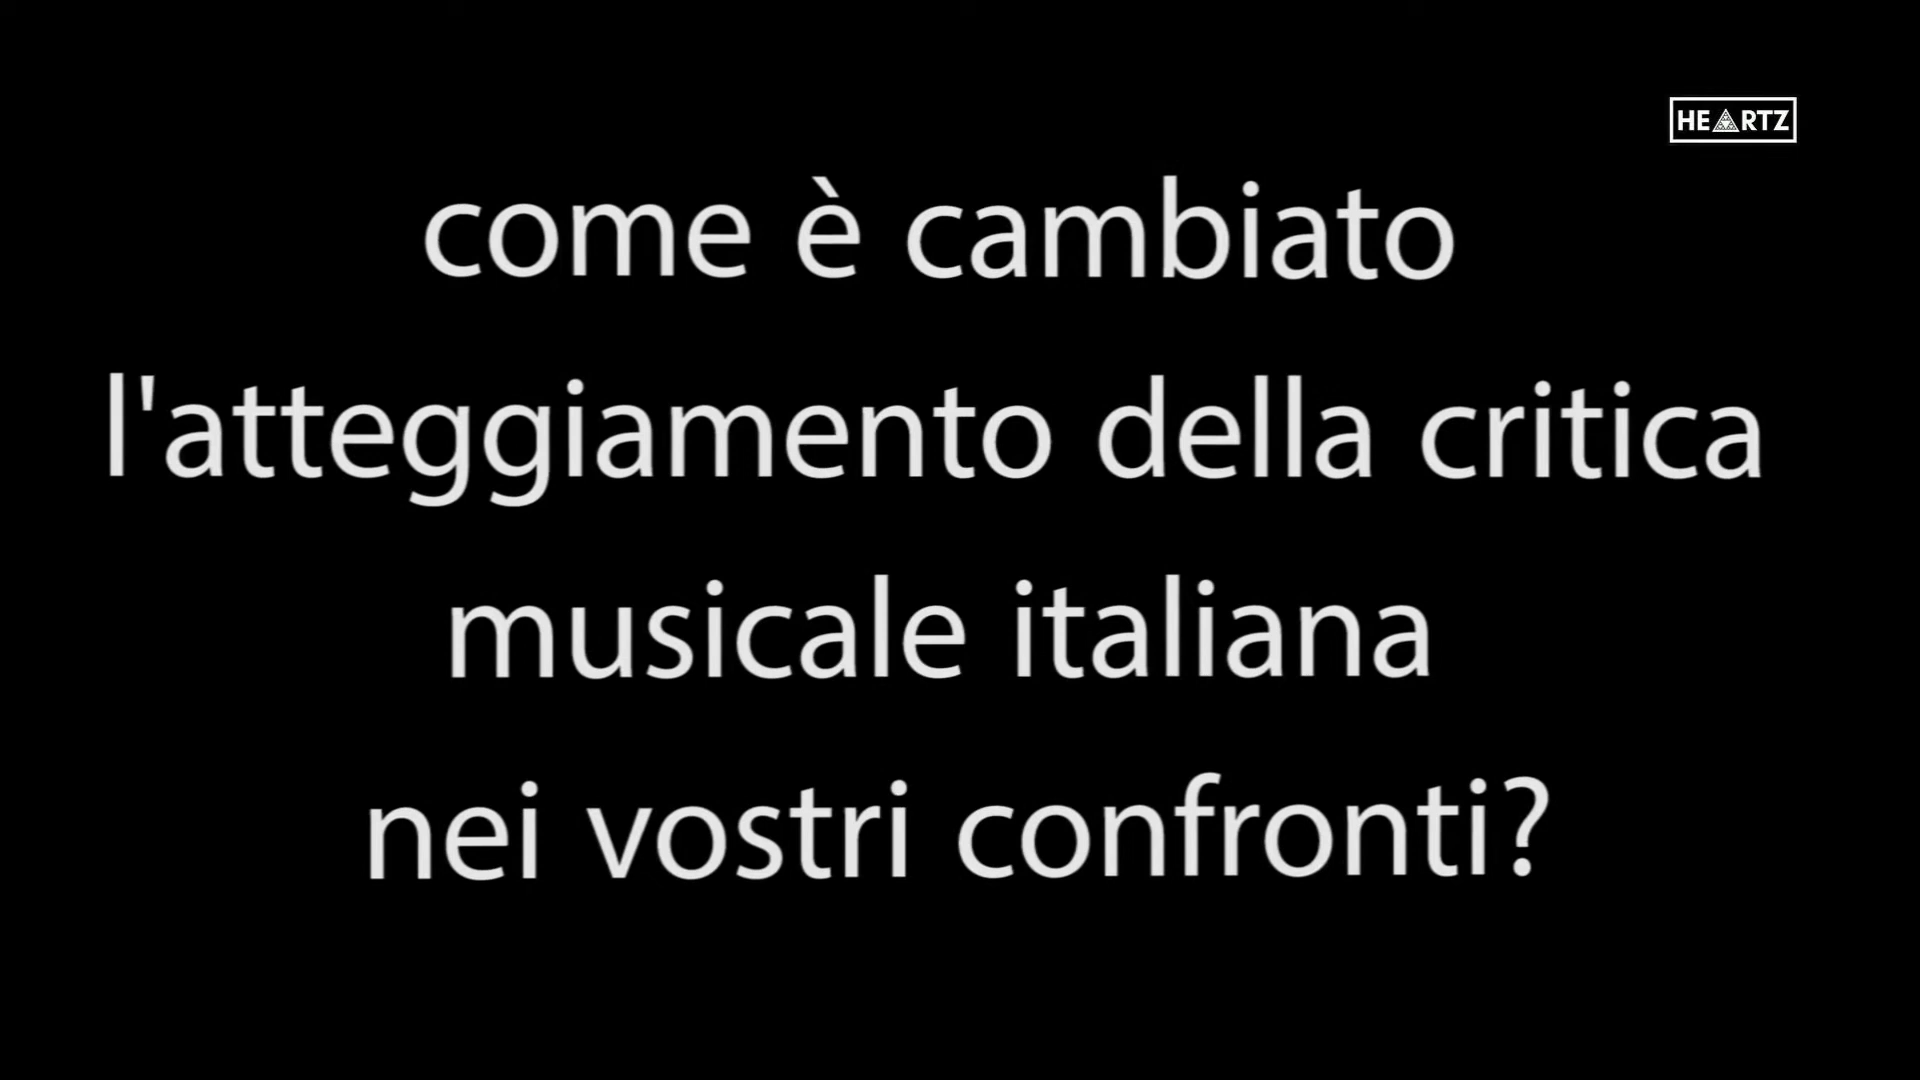 HEARTZ
come è cambiato
l'atteggiamento della critica
musicale italiana
nei vostri confronti?